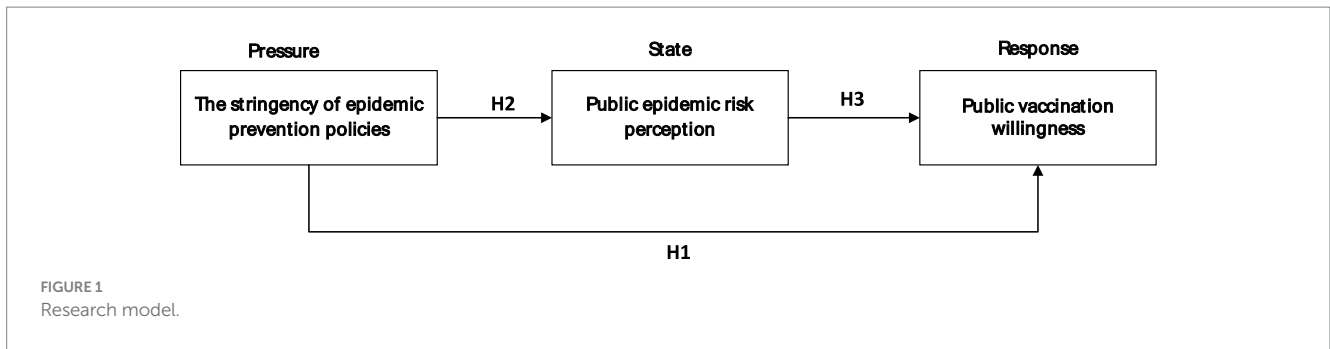 Pressure
State
Response
The stringency of epidemic
prevention policies
H2
Public epidemic risk
perception
H3
Public vaccination
willingness
H1
FIGURE 1
Research model.